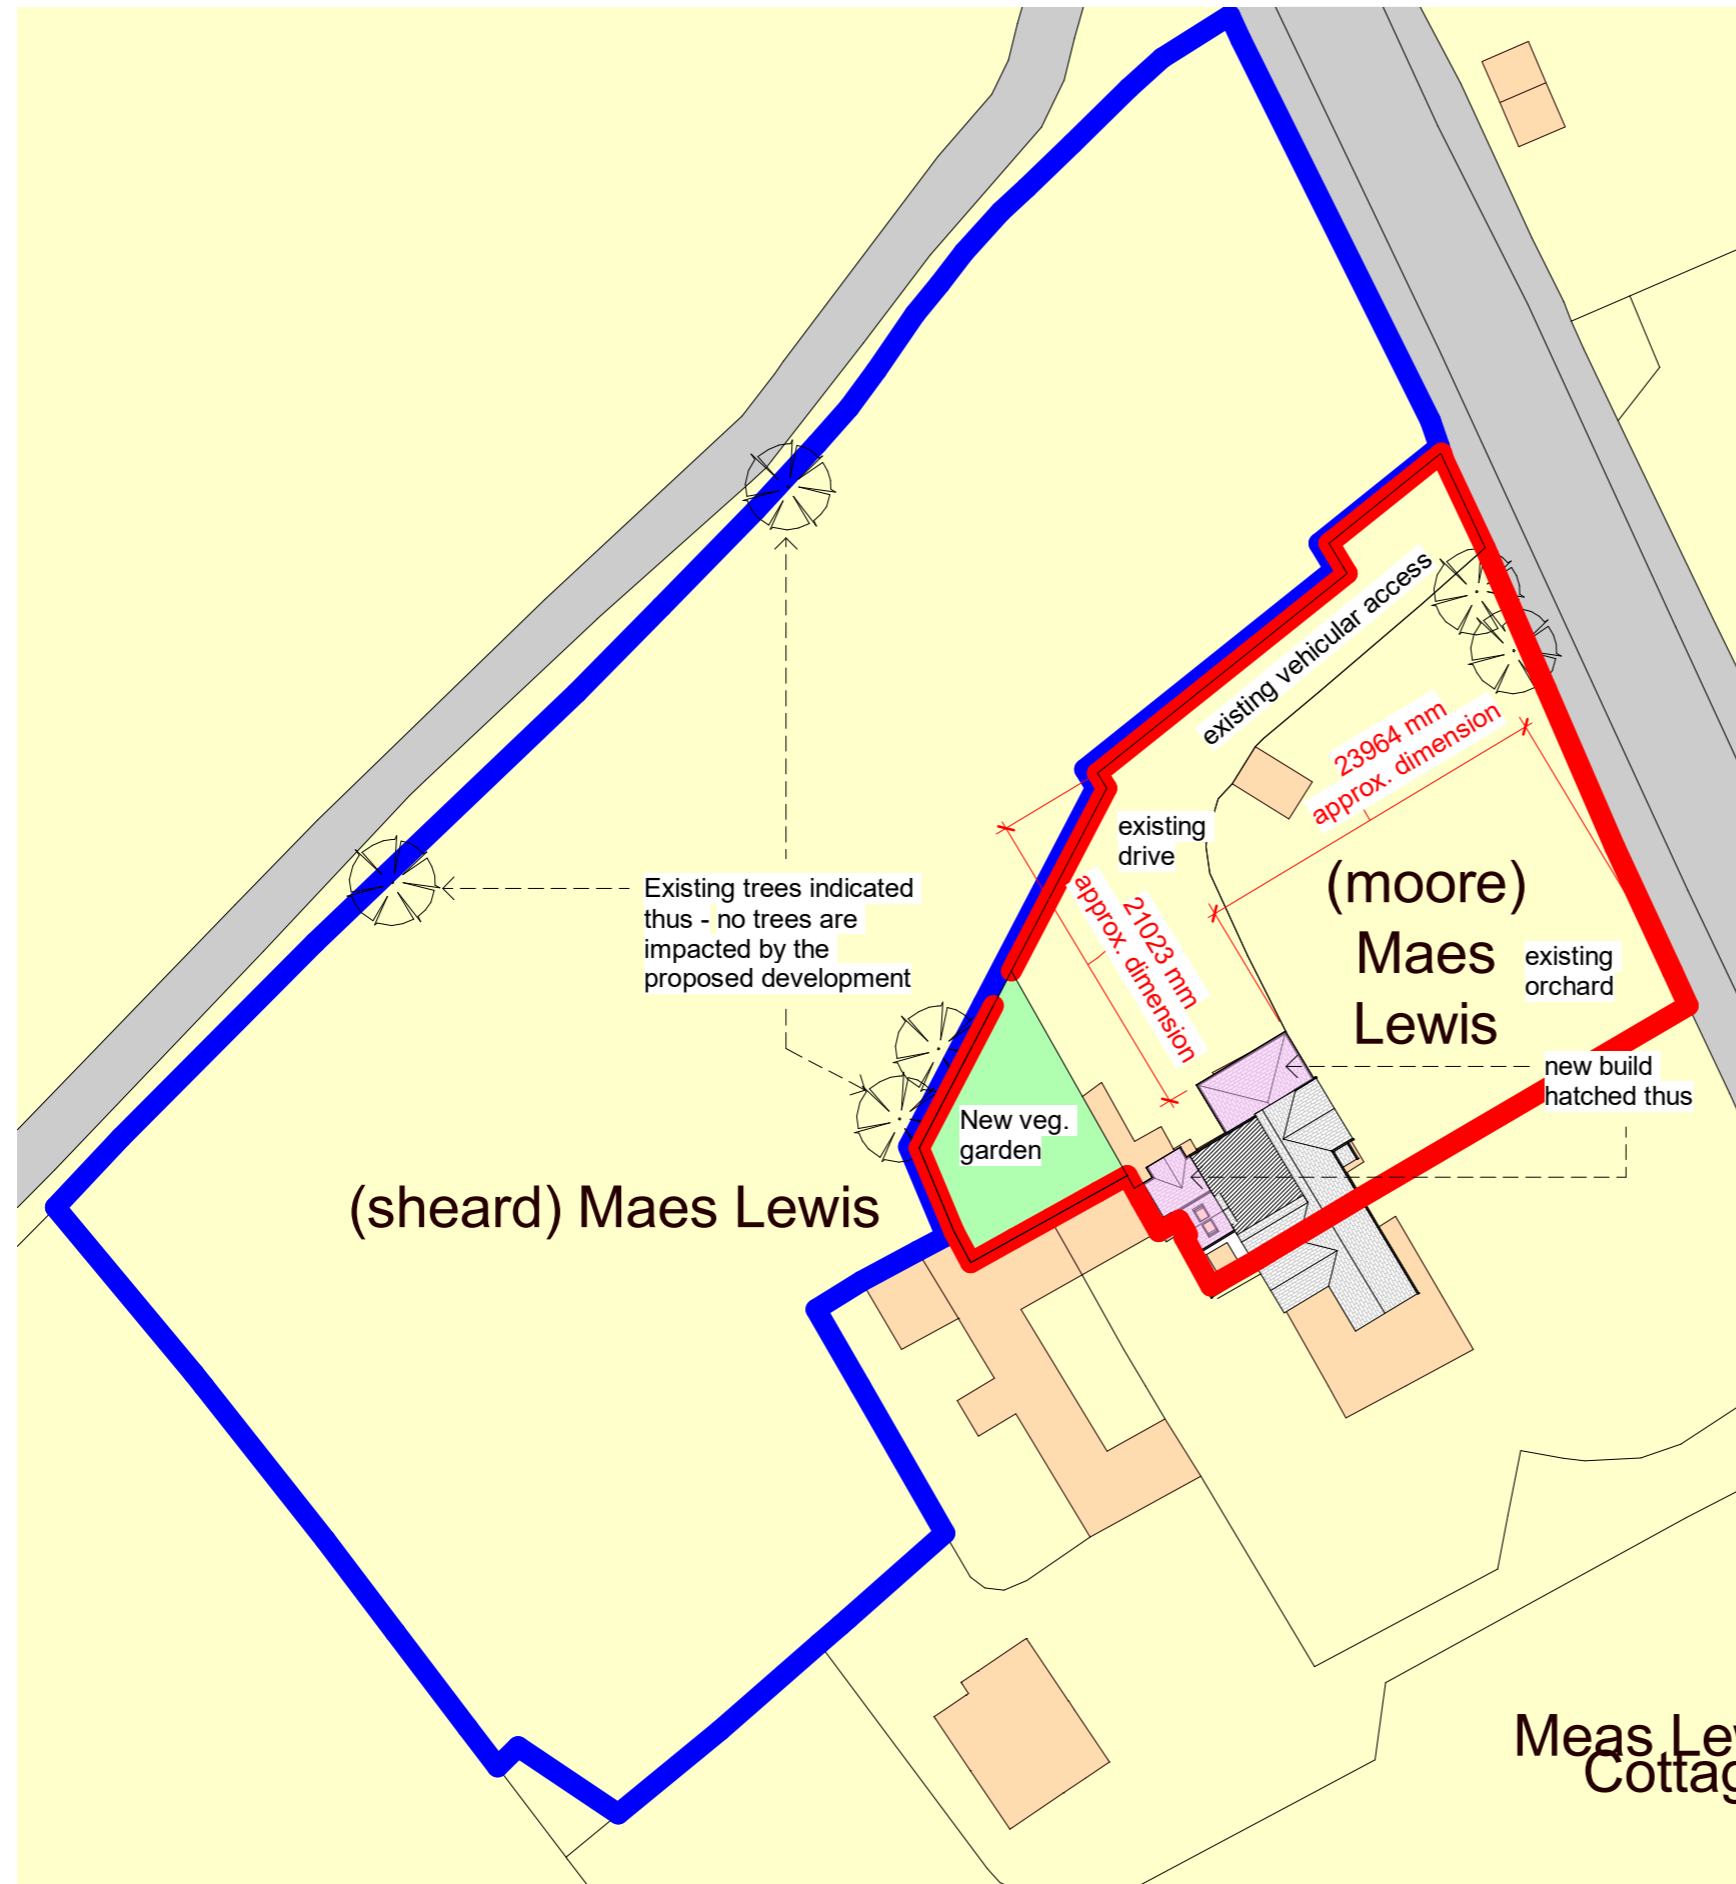 existing vehicular access
23964 mm
approx. dimension
existing
drive
21023 mm
approx. dimension
(moore)
Maes
Lewis
existing
orchard
Existing trees indicated
thus - no trees are
impacted by the
proposed development
new build
hatched thus
New veg.
garden
(sheard) Maes Lewis
Meas Lew
Cottag